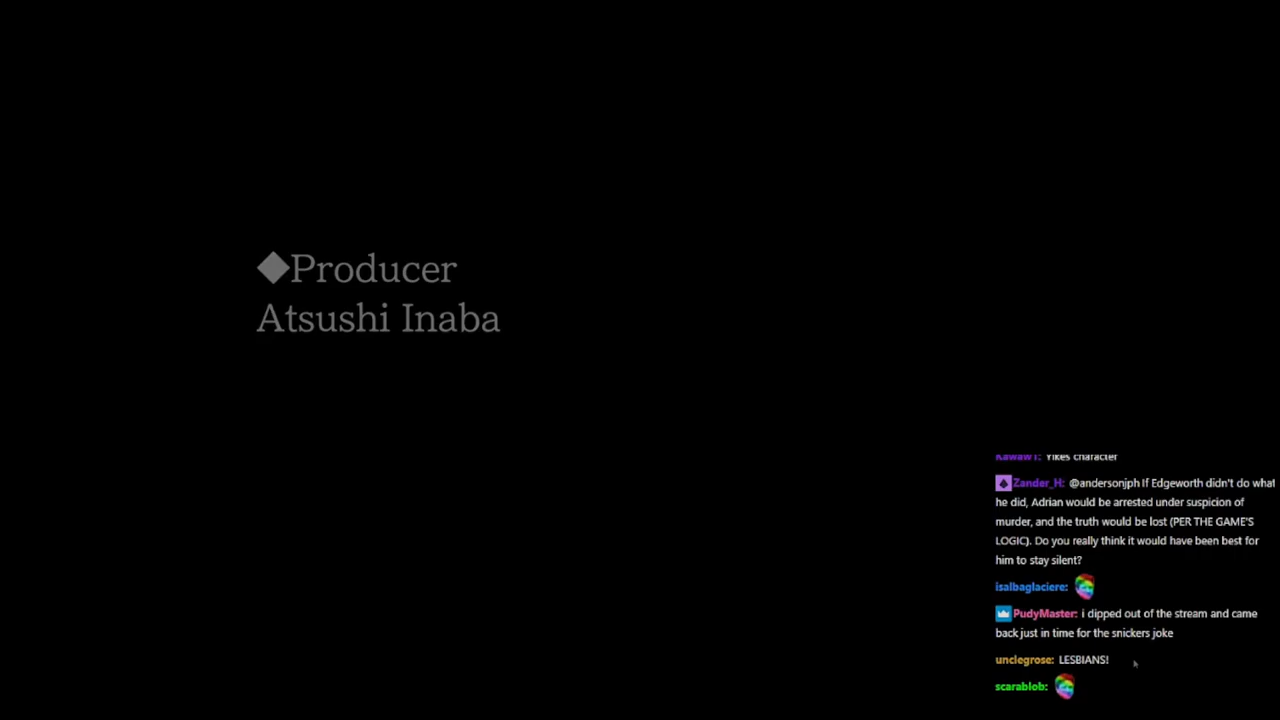 ◆Producer
Atsushi Inaba
KawawT: Yikes character
Zander_H: @andersonjph If Edgeworth didn't do what
he did, Adrian would be arrested under suspicion of
murder, and the truth would be lost (PER THE GAME'S
LOGIC). Do you really think it would have been best for
him to stay silent?
isalbaglaciere:
PudyMaster: i dipped out of the stream and came
back just in time for the snickers joke
unclegrose: LESBIANS!
scarablob: